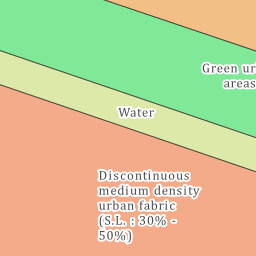 Green ur
areas
Water
Discontinuous
medium density
urban fabric
(S.L. : 30% -
50%)